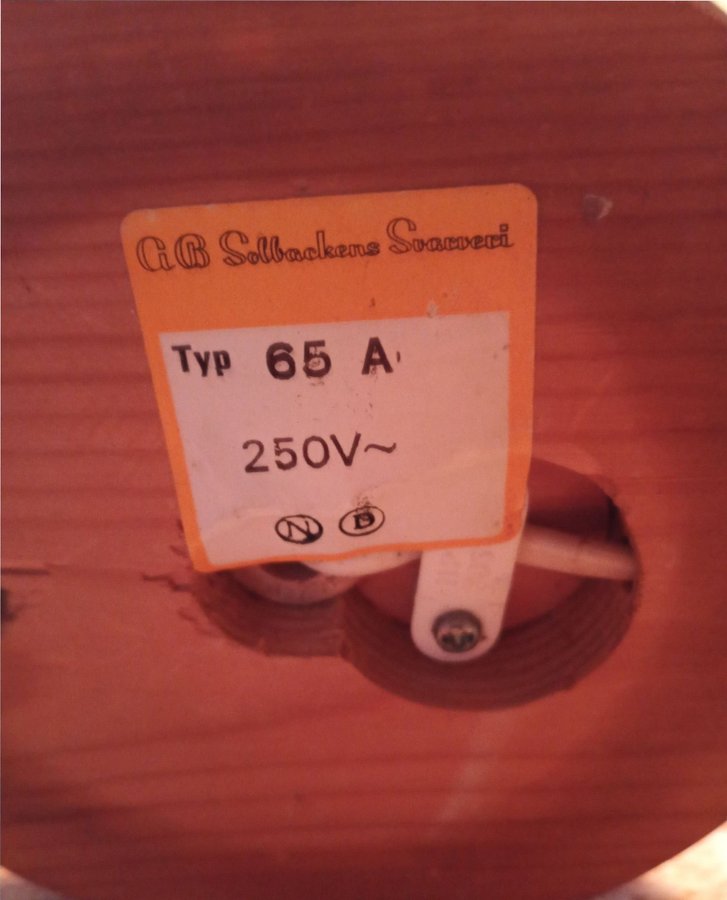 GB Solbackens Svarveri
Typ 65 A
250V~
N D